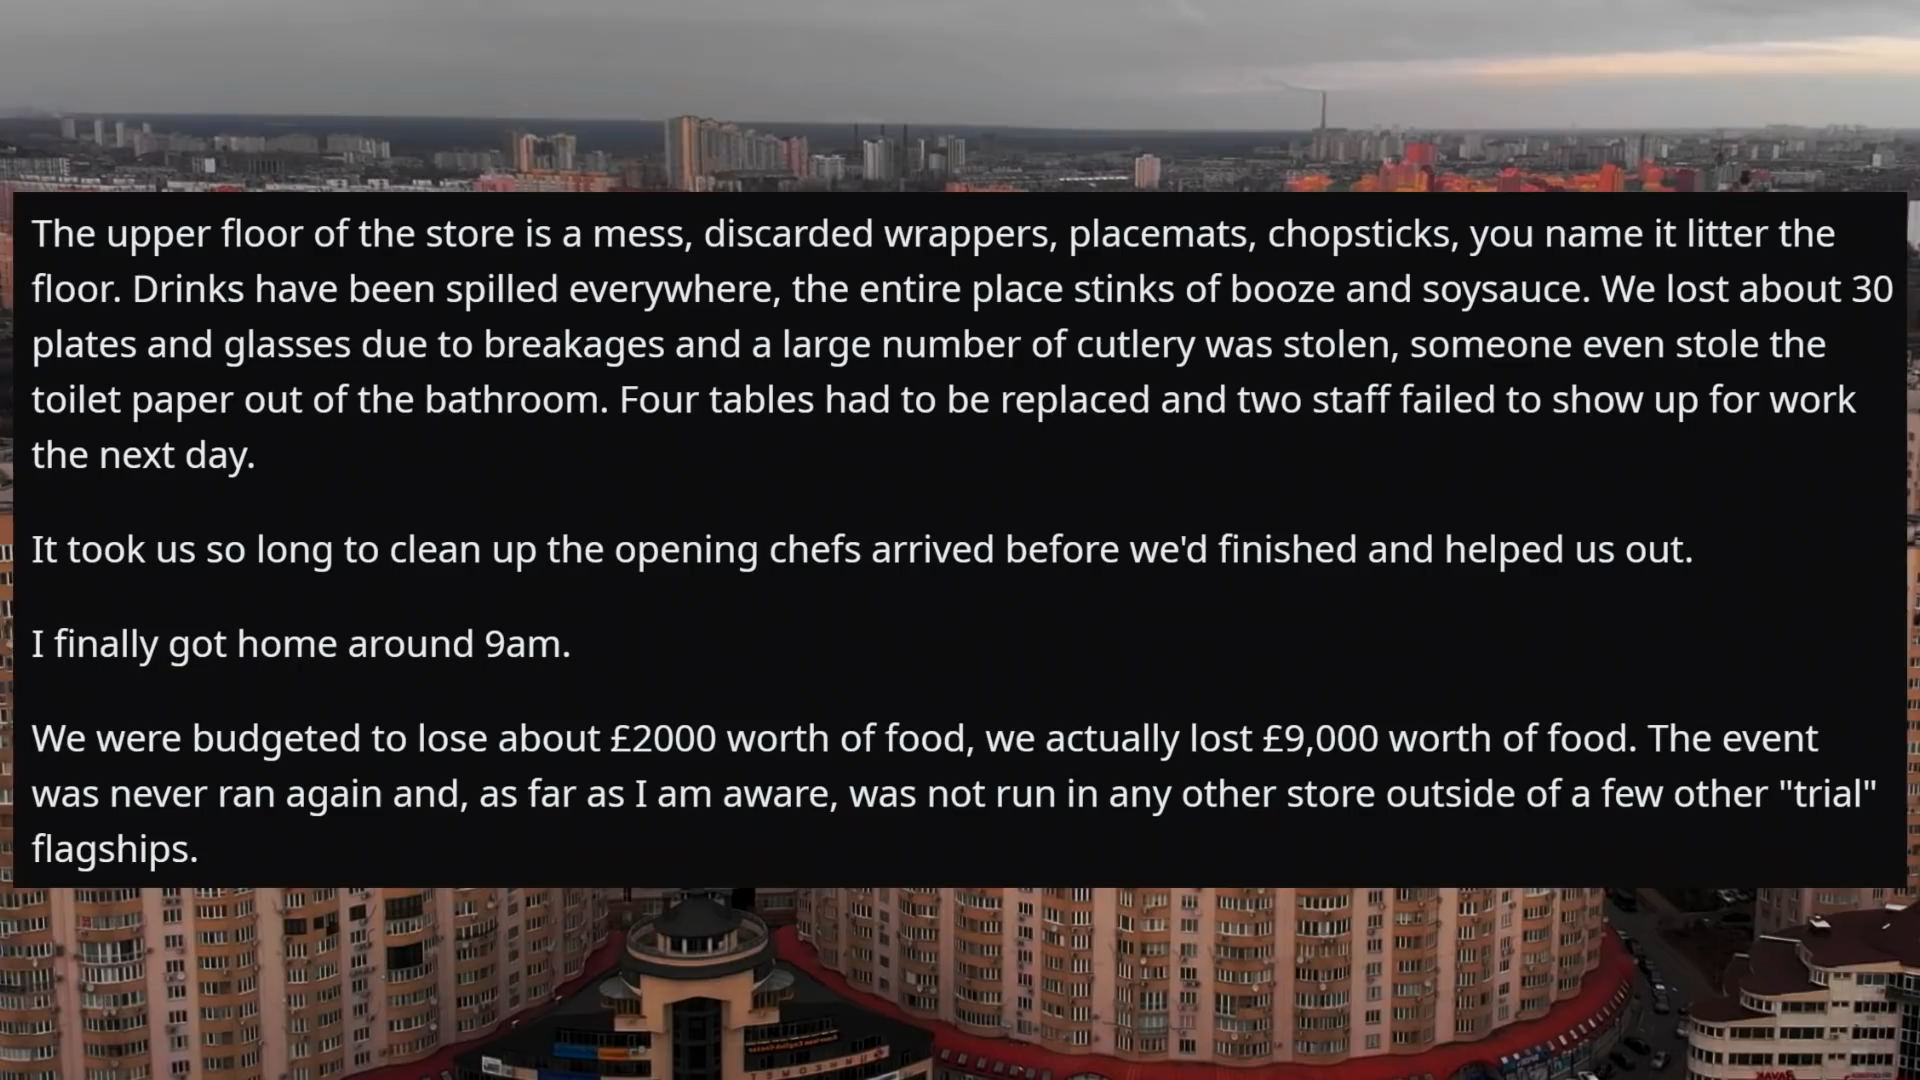 The upper floor of the store is a mess, discarded wrappers, placemats, chopsticks, you name it litter the
floor. Drinks have been spilled everywhere, the entire place stinks of booze and soysauce. We lost about 30
plates and glasses due to breakages and a large number of cutlery was stolen, someone even stole the
toilet paper out of the bathroom. Four tables had to be replaced and two staff failed to show up for work
the next day.
It took us so long to clean up the opening chefs arrived before we'd finished and helped us out.
I finally got home around 9am.
We were budgeted to lose about £2000 worth of food, we actually lost £9,000 worth of food. The event
was never ran again and, as far as I am aware, was not run in any other store outside of a few other "trial"
flagships.